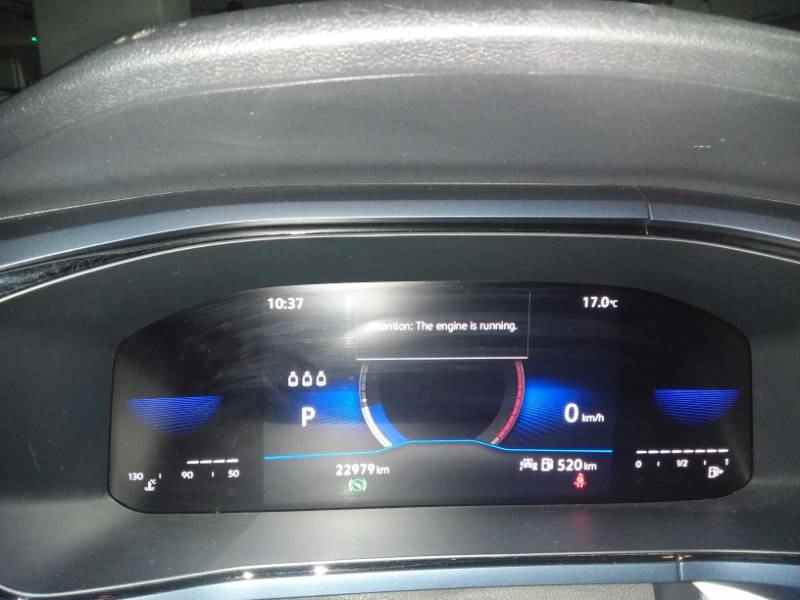 10:37
17.0°C
Attention: The engine is running.
P
0 km/h
130 90 50
22979 km
520 km
0 1/2 1